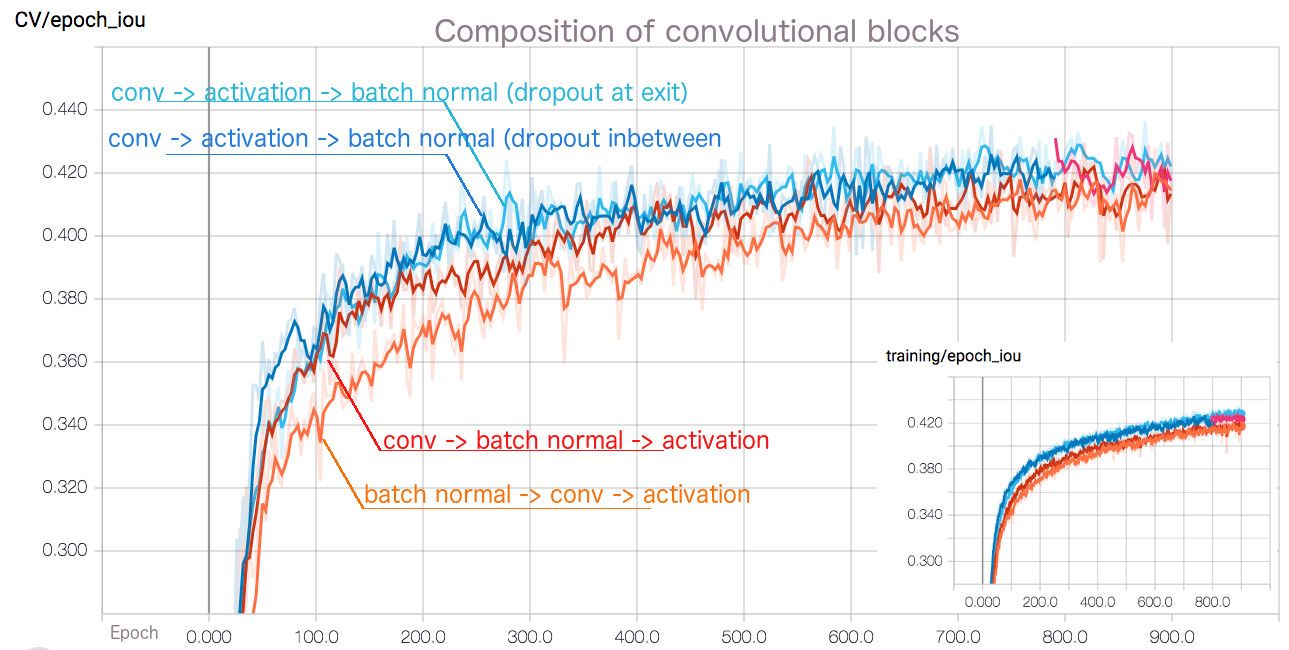 CV/epoch_iou
Composition of convolutional blocks
conv -> activation -> batch normal (dropout at exit)
conv -> activation -> batch normal (dropout inbetween
0.440
0.420
0.400
0.380
0.360
0.340
0.320
0.300
conv -> batch normal -> activation
batch normal -> conv -> activation
training/epoch_iou
0.420
0.380
0.340
0.300
0.000 200.0 400.0 600.0 800.0
Epoch 0.000 100.0 200.0 300.0 400.0 500.0 600.0 700.0 800.0 900.0